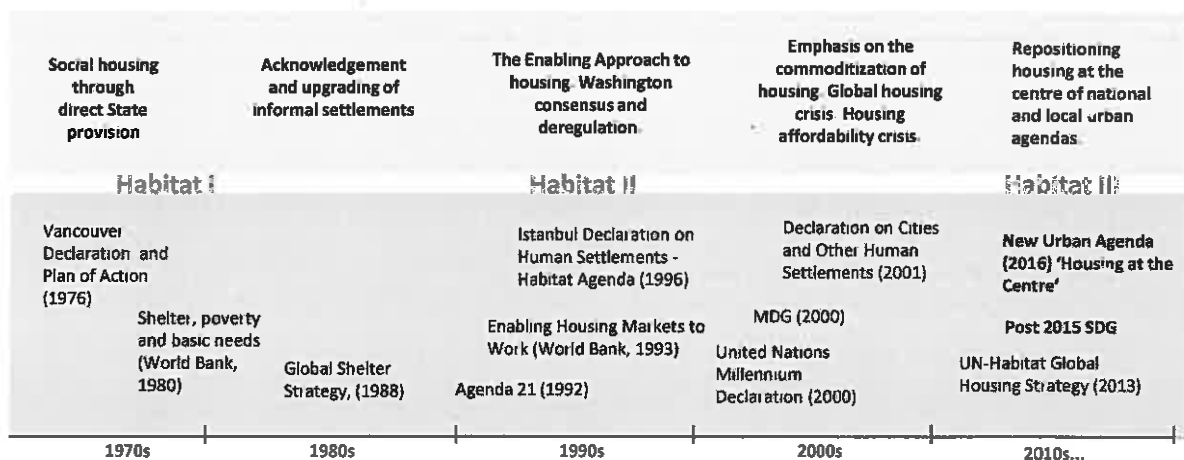 Social housing
through
direct State
provision
Acknowledgement
and upgrading of
informal settlements
The Enabling Approach to
housing. Washington
consensus and
deregulation.
Emphasis on the
commoditization of
housing. Global housing
crisis. Housing
affordability crisis.
Repositioning
housing at the
centre of national
and local urban
agendas.
Habitat I
Habitat II
Habitat III
Vancouver
Declaration and
Plan of Action
(1976)
Shelter, poverty
and basic needs
(World Bank,
1980)
Global Shelter
Strategy, (1988)
Istanbul Declaration on
Human Settlements -
Habitat Agenda (1996)
Enabling Housing Markets to
Work (World Bank, 1993)
Agenda 21 (1992)
Declaration on Cities
and Other Human
Settlements (2001)
MDG (2000)
United Nations
Millennium
Declaration (2000)
New Urban Agenda
(2016) ‘Housing at the
Centre‘
Post 2015 SDG
UN-Habitat Global
Housing Strategy (2013)
1970s
1980s
1990s
2000s
2010s...